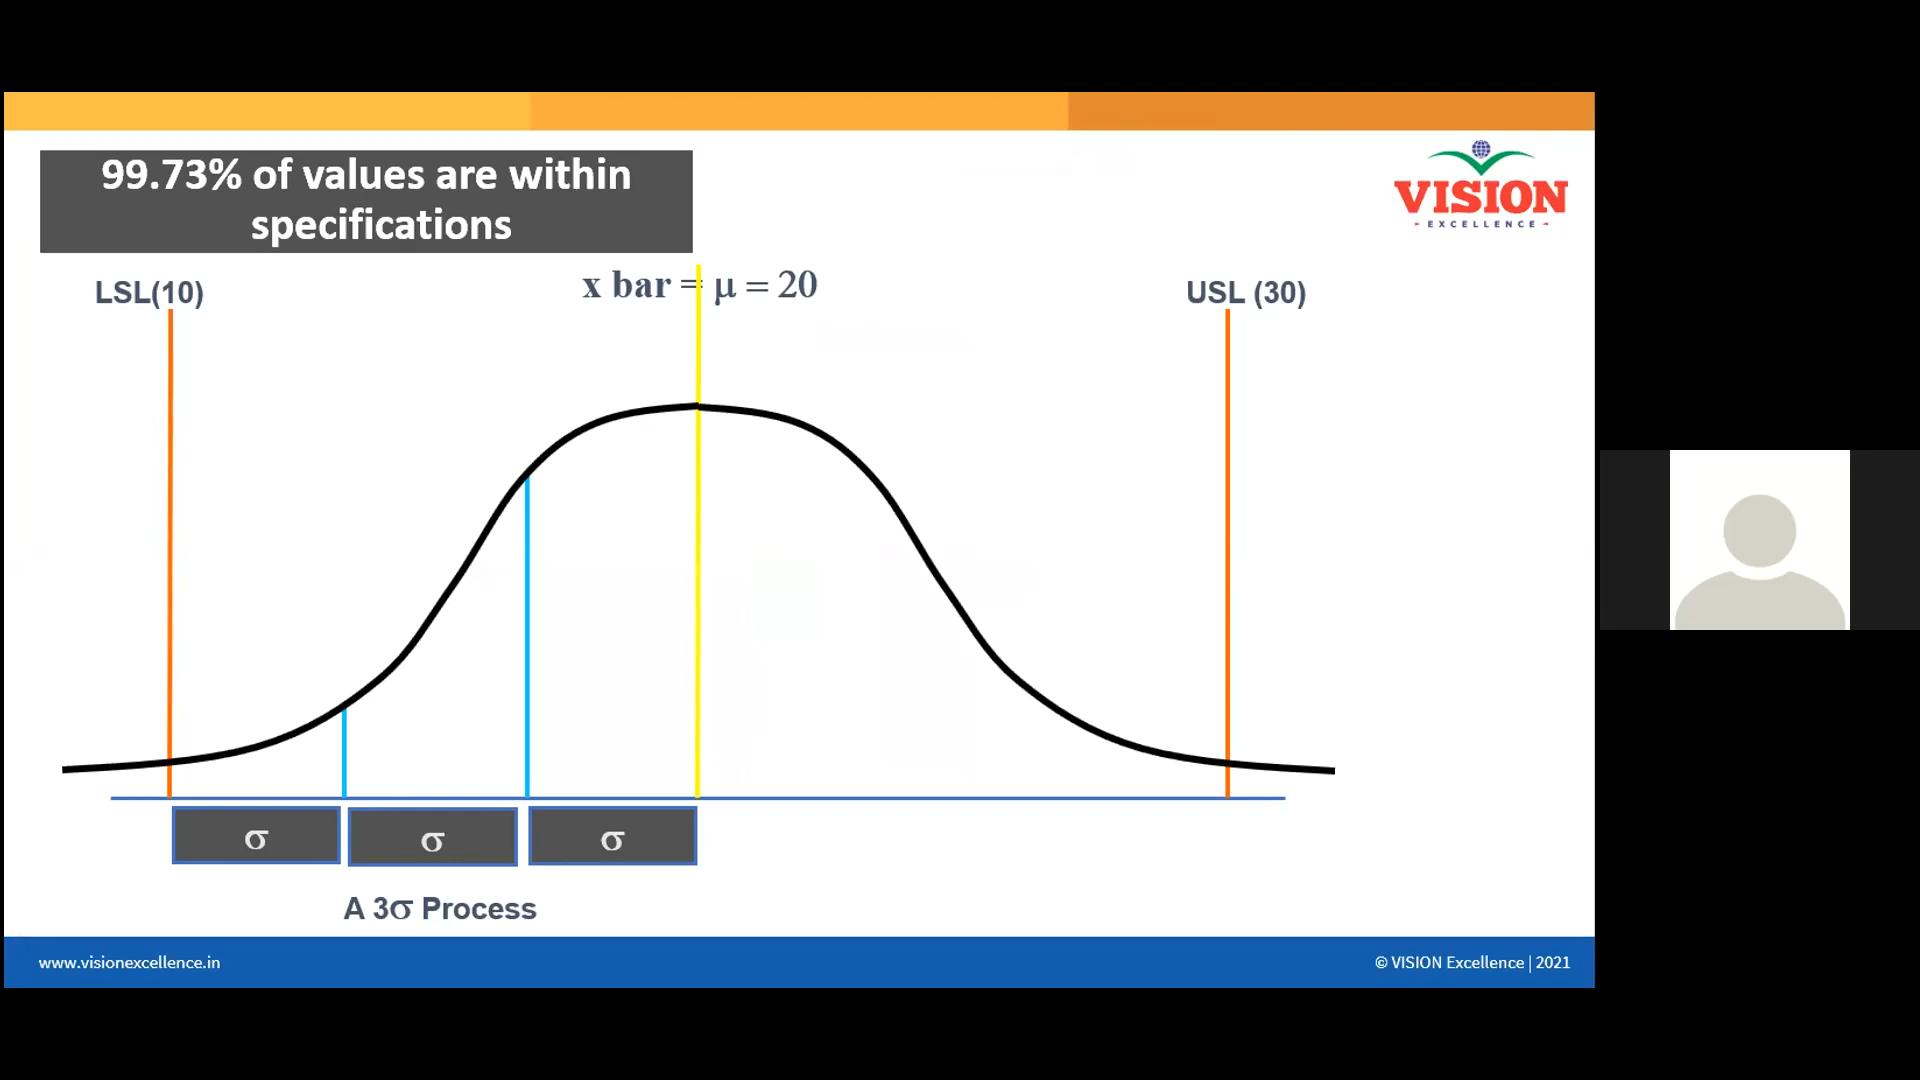 99.73% of values are within
specifications
VISION
EXCELLENCE
LSL(10)
x bar = μ = 20
USL (30)
σ
σ
σ
A 3σ Process
www.visionexcellence.in
© VISION Excellence | 2021